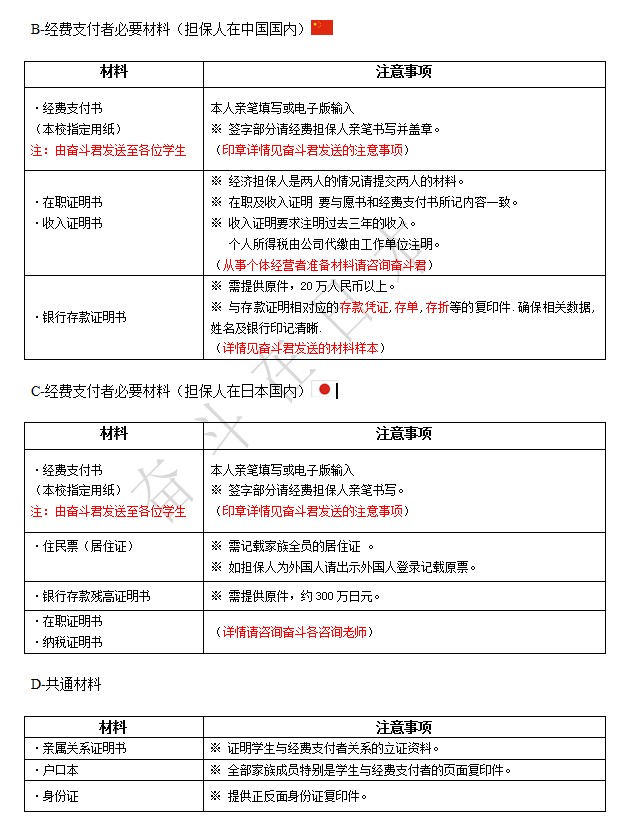 B-经费支付者必要材料（担保人在中国国内）
材料
注意事项
·经费支付书
（本校指定用纸）
注：由奋斗君发送至各位学生
本人亲笔填写或电子版输入
※ 签字部分请经费担保人亲笔书写并盖章。
（印章详情见奋斗君发送的注意事项）
·在职证明书
·收入证明书
※ 经济担保人是两人的情况请提交两人的材料。
※ 在职及收入证明 要与愿书和经费支付书所记内容一致。
※ 收入证明要求注明过去三年的收入。
个人所得税由公司代缴由工作单位注明。
（从事个体经营者准备材料请咨询奋斗君）
·银行存款证明书
※ 需提供原件，20万人民币以上。
※ 与存款证明相对应的存款凭证, 存单, 存折等的复印件. 确保相关数据,
姓名及银行印记清晰.
（详情见奋斗君发送的材料样本）
C-经费支付者必要材料（担保人在日本国内）
材料
注意事项
·经费支付书
（本校指定用纸）
注：由奋斗君发送至各位学生
本人亲笔填写或电子版输入
※ 签字部分请经费担保人亲笔书写。
（印章详情见奋斗君发送的注意事项）
·住民票（居住证）
※ 需记载家族全员的居住证 。
※ 如担保人为外国人请出示外国人登录记载原票。
·银行存款残高证明书
※ 需提供原件，约300万日元。
·在职证明书
·纳税证明书
（详情请咨询奋斗各咨询老师）
D-共通材料
材料
注意事项
·亲属关系证明书
※ 证明学生与经费支付者关系的立证资料。
·户口本
※ 全部家族成员特别是学生与经费支付者的页面复印件。
·身份证
※ 提供正反面身份证复印件。
奋斗在日本